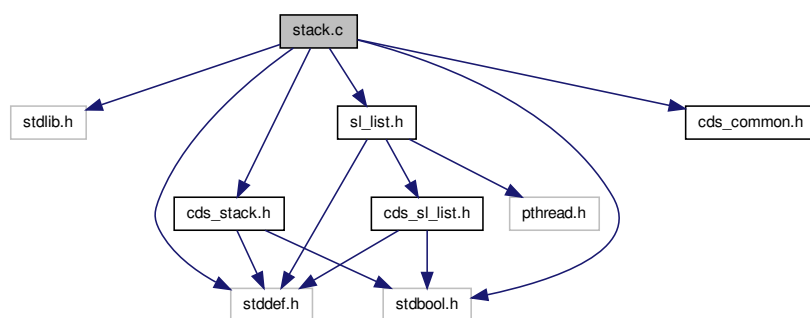 stack.c
stdlib.h
sl_list.h
cds_common.h
cds_stack.h
cds_sl_list.h
pthread.h
stddef.h
stdbool.h